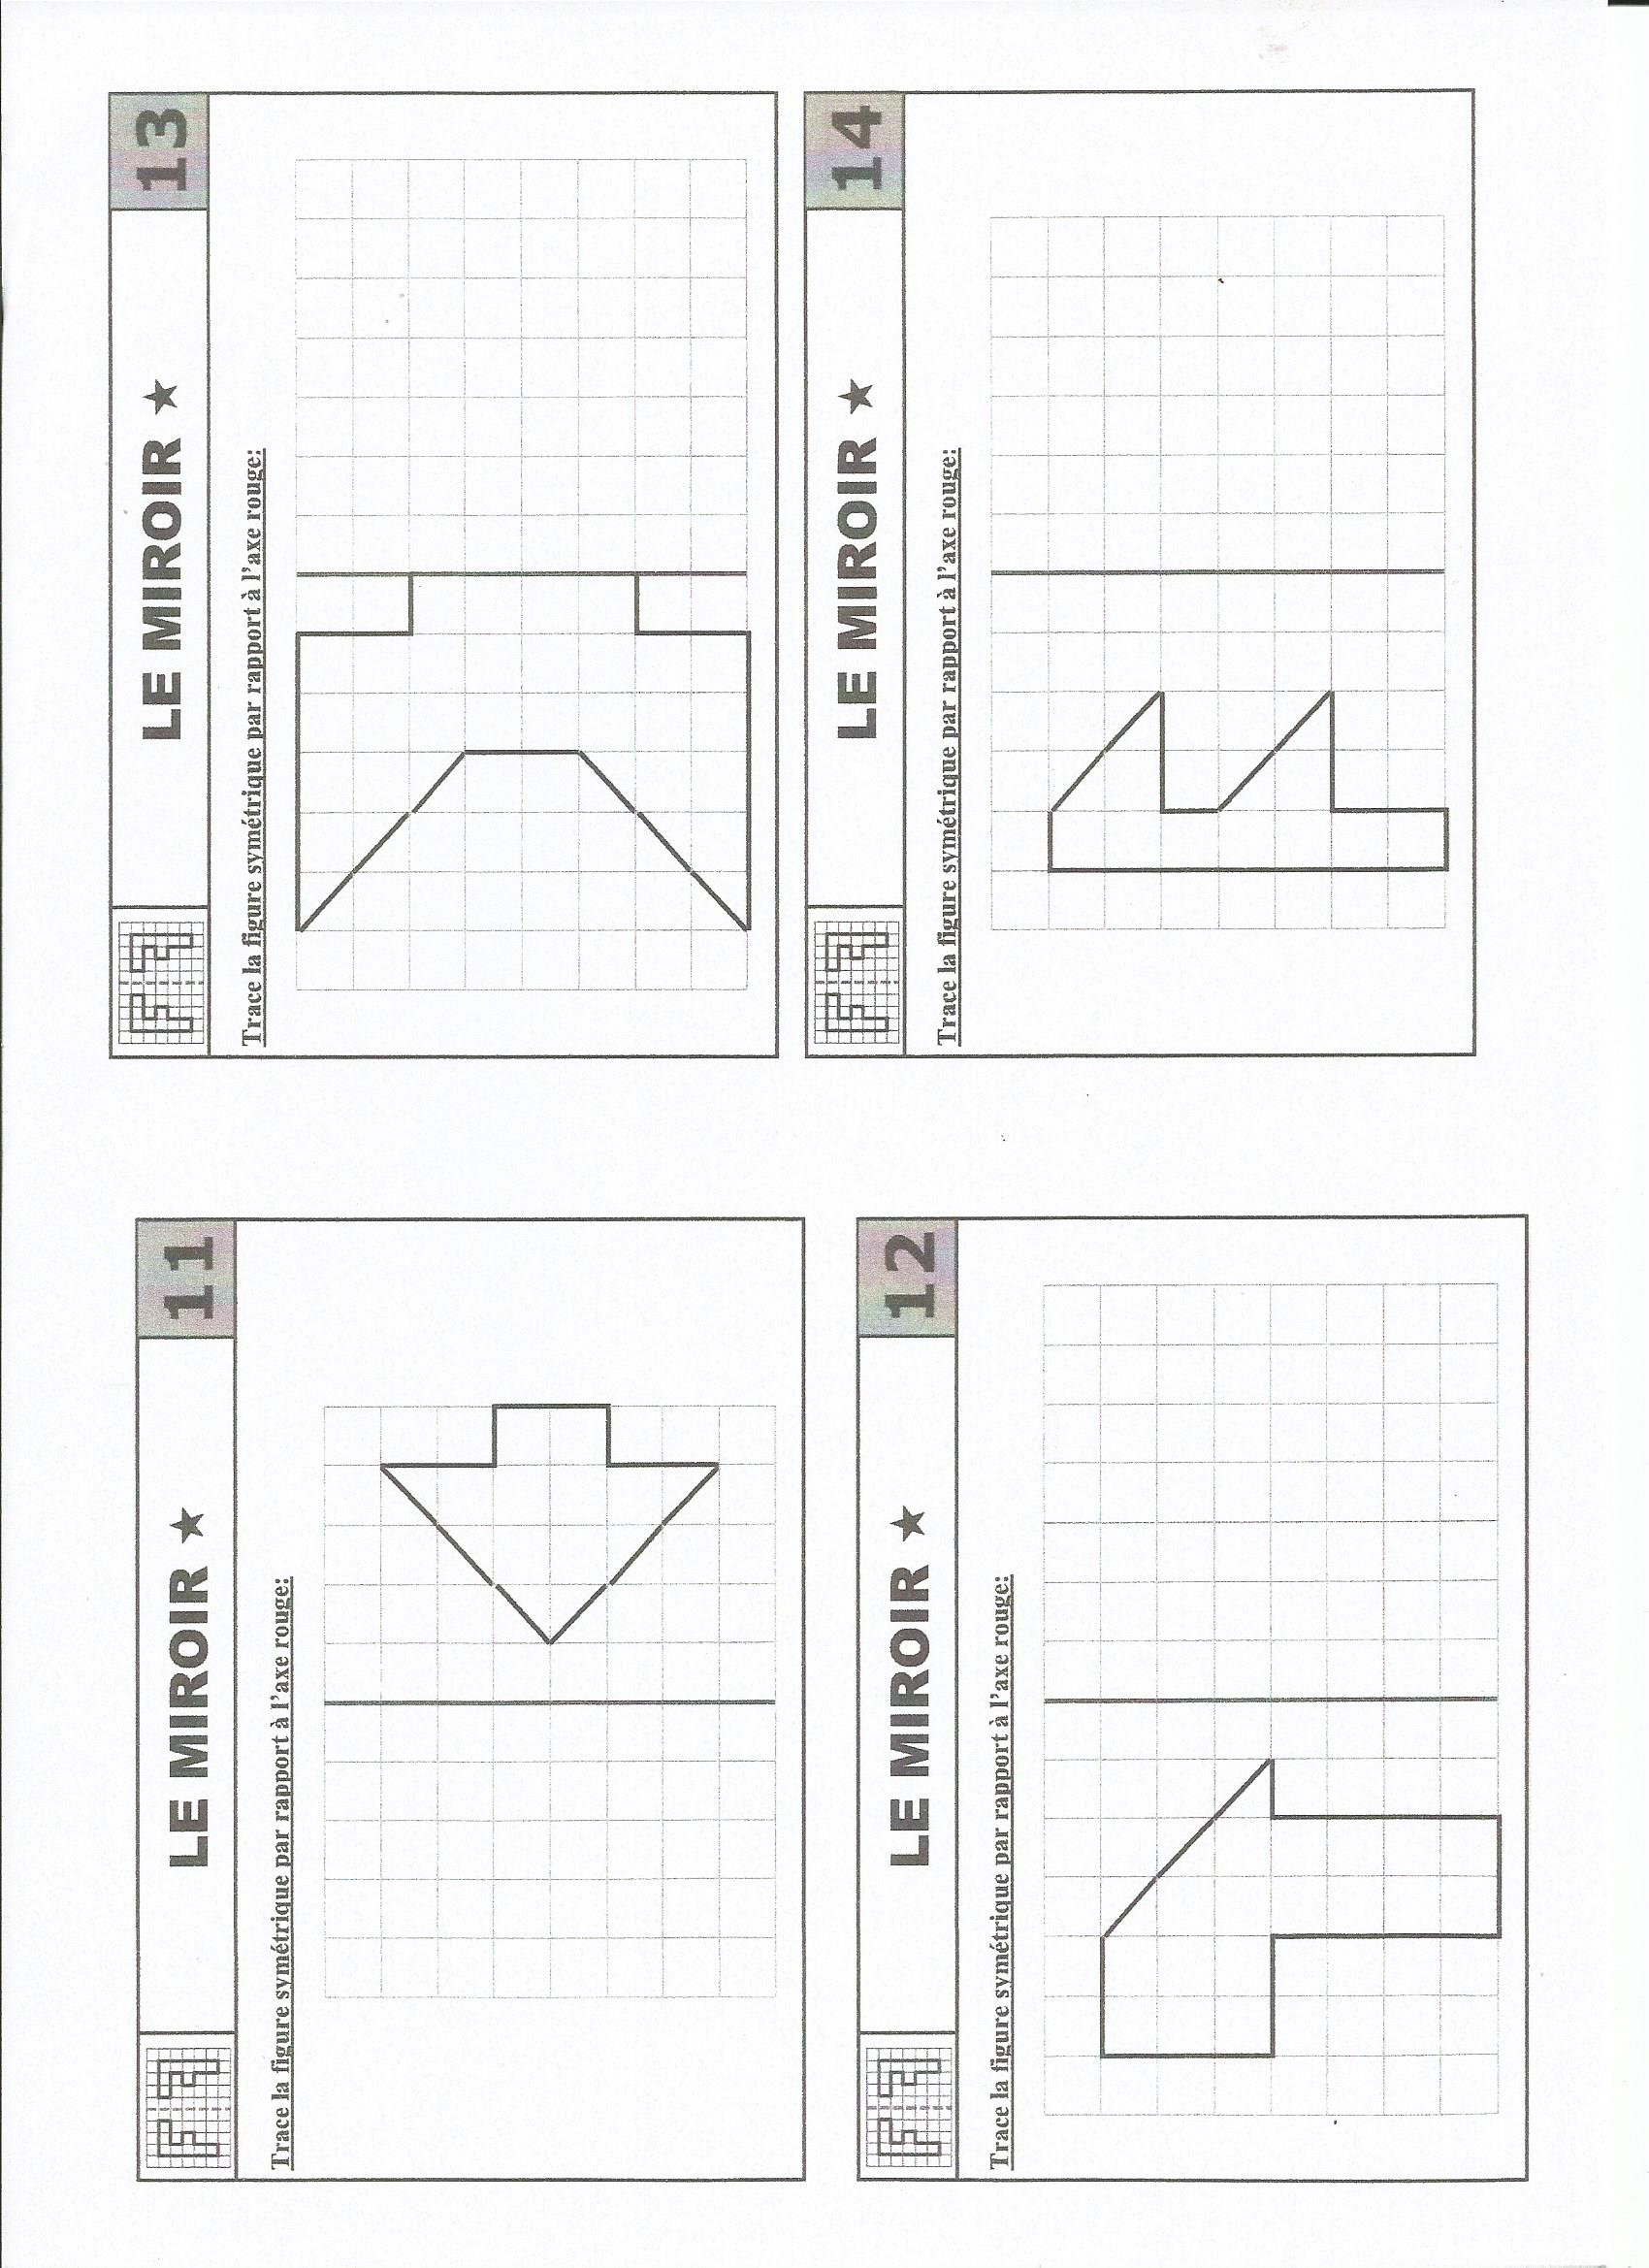 LE MIROIR ★ 11
Trace la figure symétrique par rapport à l'axe rouge:
LE MIROIR ★ 12
Trace la figure symétrique par rapport à l'axe rouge:
LE MIROIR ★ 13
Trace la figure symétrique par rapport à l'axe rouge:
LE MIROIR ★ 14
Trace la figure symétrique par rapport à l'axe rouge: